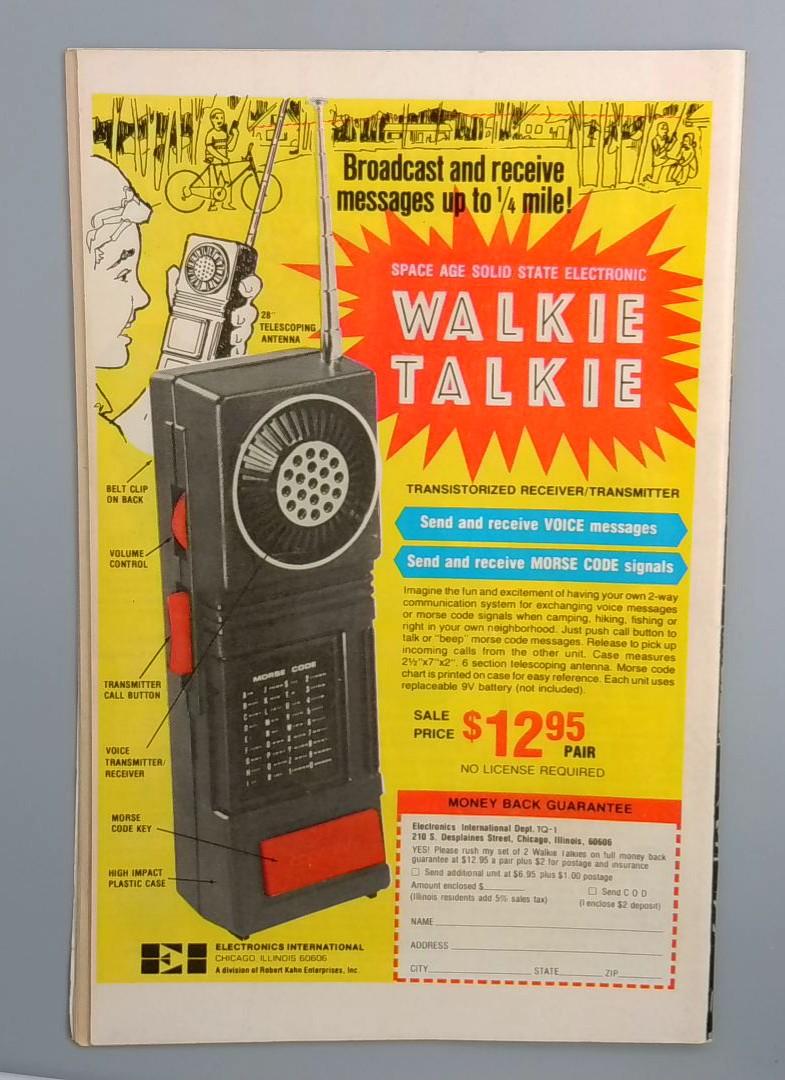 Broadcast and receive
messages up to 1/4 mile!
SPACE AGE SOLID STATE ELECTRONIC
WALKIE
TALKIE
28"
TELESCOPING
ANTENNA
BELT CLIP
ON BACK
VOLUME
CONTROL
TRANSMITTER
CALL BUTTON
VOICE
TRANSMITTER/
RECEIVER
MORSE
CODE KEY
HIGH IMPACT
PLASTIC CASE
MORSE CODE
TRANSISTORIZED RECEIVER/TRANSMITTER
Send and receive VOICE messages
Send and receive MORSE CODE signals
Imagine the fun and excitement of having your own 2-way
communication system for exchanging voice messages
or morse code signals when camping, hiking, fishing or
right in your own neighborhood. Just push call button to
talk or "beep" morse code messages. Release to pick up
incoming calls from the other unit. Case measures
2½"x7"x2". 6 section telescoping antenna. Morse code
chart is printed on case for easy reference. Each unit uses
replaceable 9V battery (not included).
SALE
PRICE $12.95
PAIR
NO LICENSE REQUIRED
MONEY BACK GUARANTEE
Electronics International Dept. TQ-1
210 S. Desplaines Street, Chicago, Illinois, 60606
YES! Please rush my set of 2 Walkie Talkies on full money back
guarantee at $12.95 a pair plus $2 for postage and insurance
☐ Send additional unit at $6.95 plus $1.00 postage
Amount enclosed $______ ☐ Send C O D
(Illinois residents add 5% sales tax) (I enclose $2 deposit)
NAME
ADDRESS
CITY STATE ZIP
ELECTRONICS INTERNATIONAL
CHICAGO, ILLINOIS 60606
A division of Robert Kahn Enterprises, Inc.